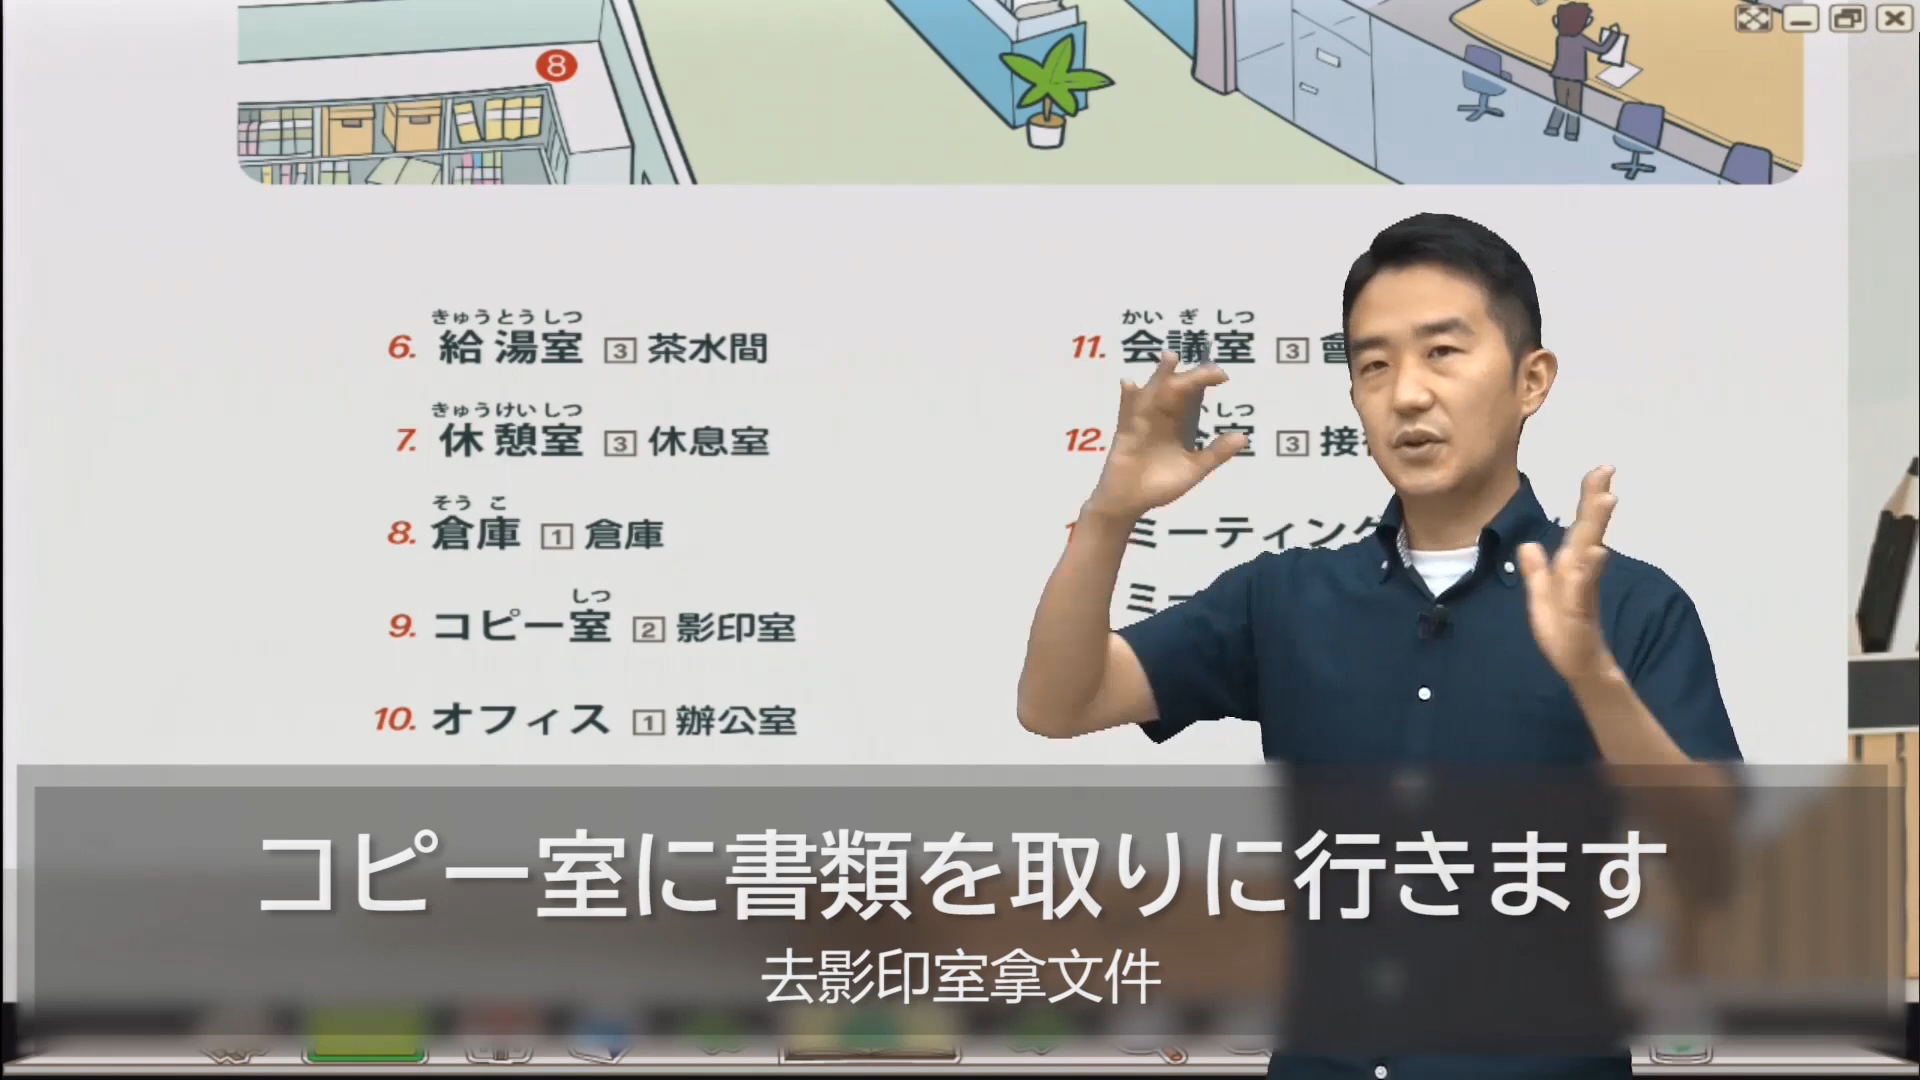 8
きゅうとうしつ
6. 給湯室 3 茶水間
きゅうけいしつ
7. 休憩室 3 休息室
そうこ
8. 倉庫 1 倉庫
しつ
9. コピー室 2 影印室
10. オフィス 1 辦公室
かいぎしつ
11. 会議室 3
しつ
12. 室 3 接
ミーティング
ミー
コピー室に書類を取りに行きます
去影印室拿文件